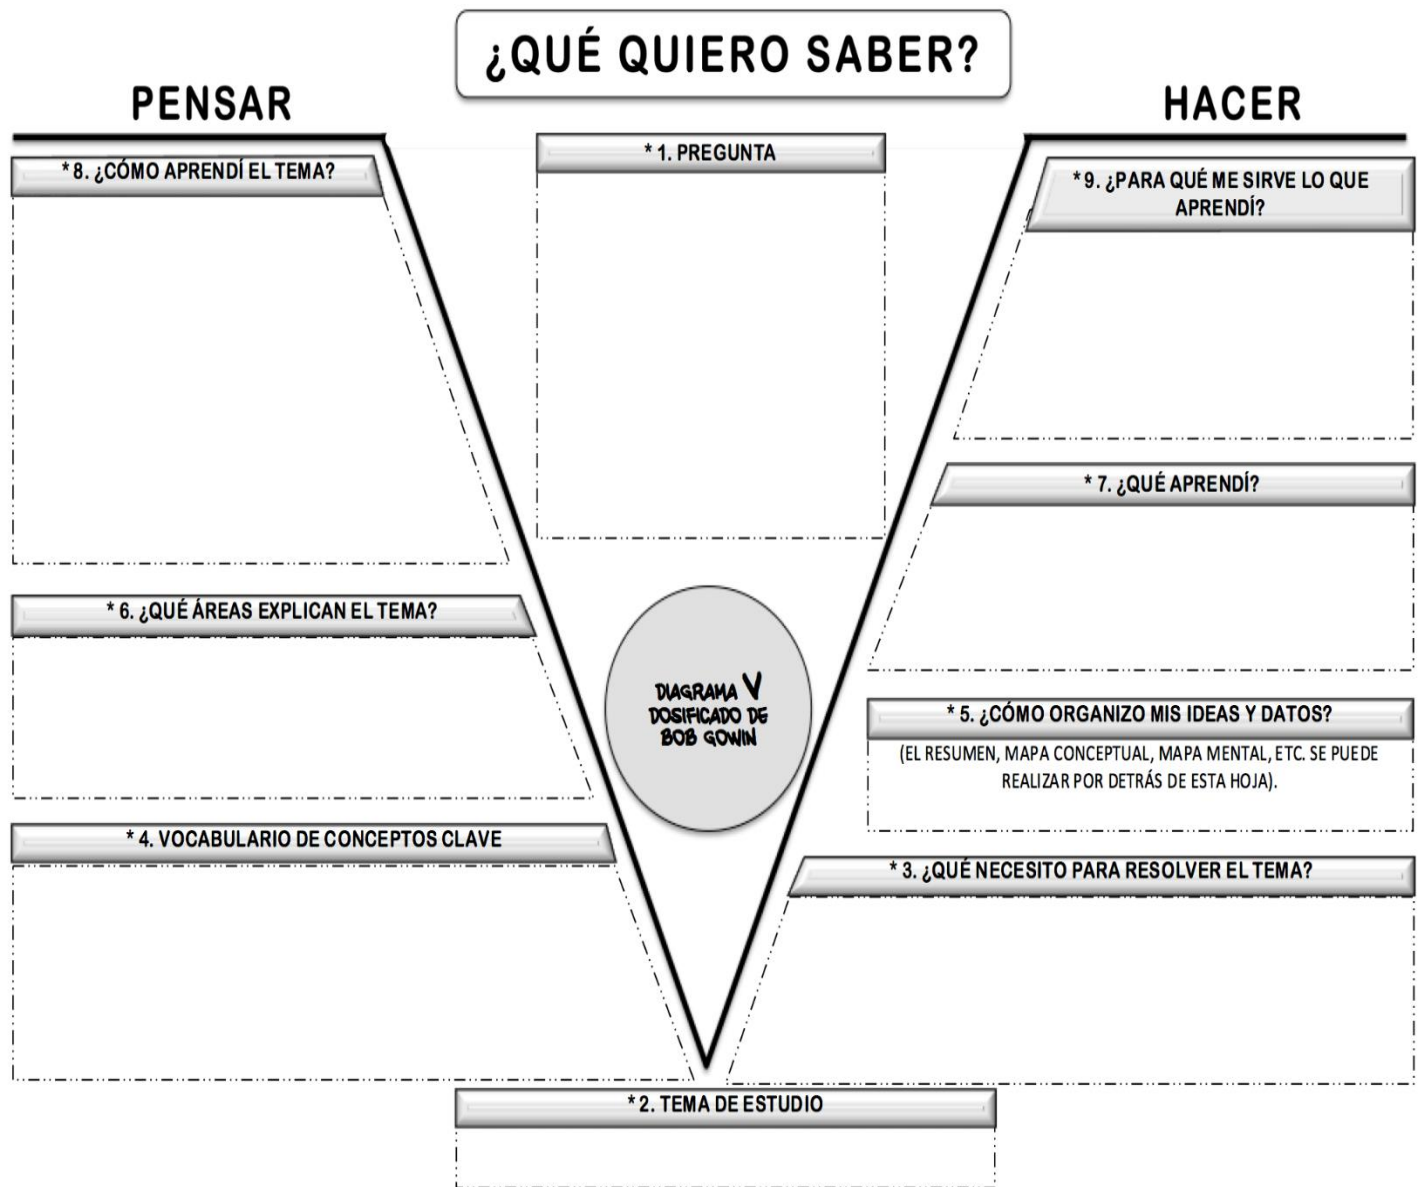 ¿QUÉ QUIERO SABER?
PENSAR
HACER
* 8. ¿CÓMO APRENDÍ EL TEMA?
* 1. PREGUNTA
* 9. ¿PARA QUÉ ME SIRVE LO QUE
APRENDÍ?
* 7. ¿QUÉ APRENDÍ?
* 6. ¿QUÉ ÁREAS EXPLICAN EL TEMA?
DIAGRAMA V
DOSIFICADO DE
BOB GOWIN
* 5. ¿CÓMO ORGANIZO MIS IDEAS Y DATOS?
(EL RESUMEN, MAPA CONCEPTUAL, MAPA MENTAL, ETC. SE PUEDE
REALIZAR POR DETRÁS DE ESTA HOJA).
* 4. VOCABULARIO DE CONCEPTOS CLAVE
* 3. ¿QUÉ NECESITO PARA RESOLVER EL TEMA?
* 2. TEMA DE ESTUDIO